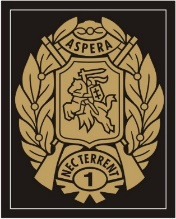 ASPERA
NEC TERRENT
1